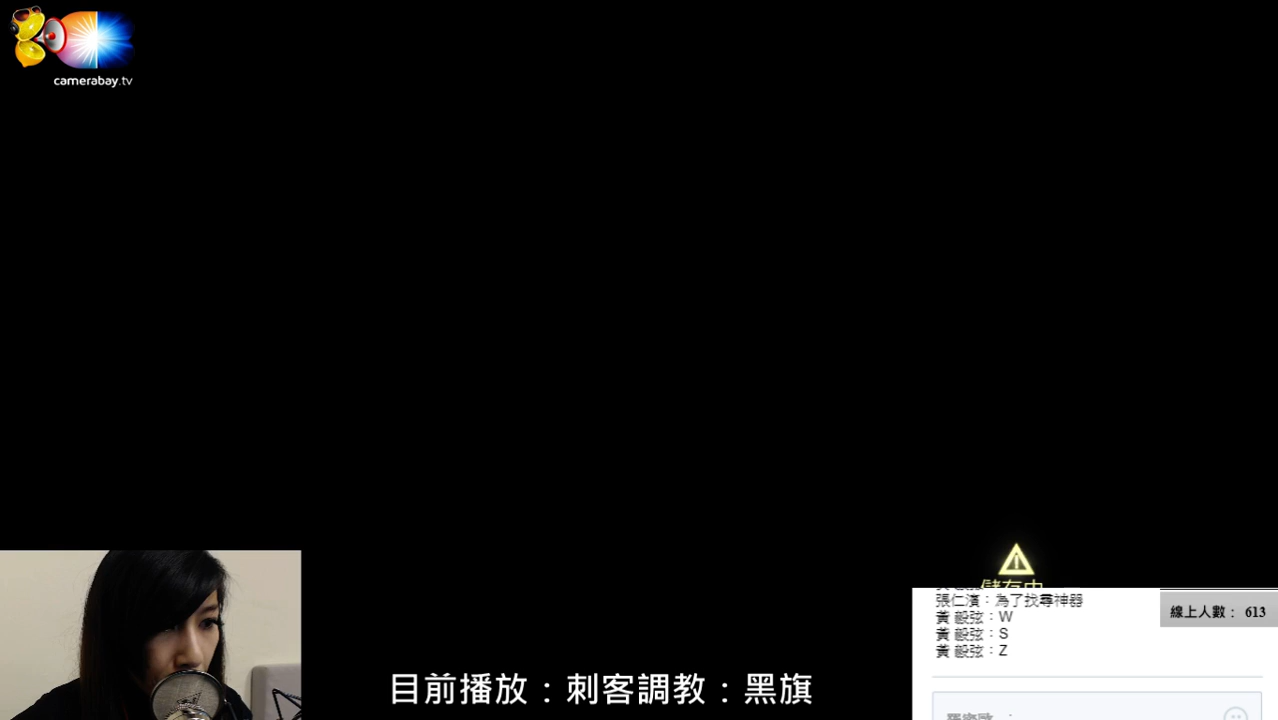 camerabay.tv
儲存中
張仁濱：為了找尋神器
黃 毅弦：W
黃 毅弦：S
黃 毅弦：Z
線上人數： 613
目前播放：刺客調教：黑旗